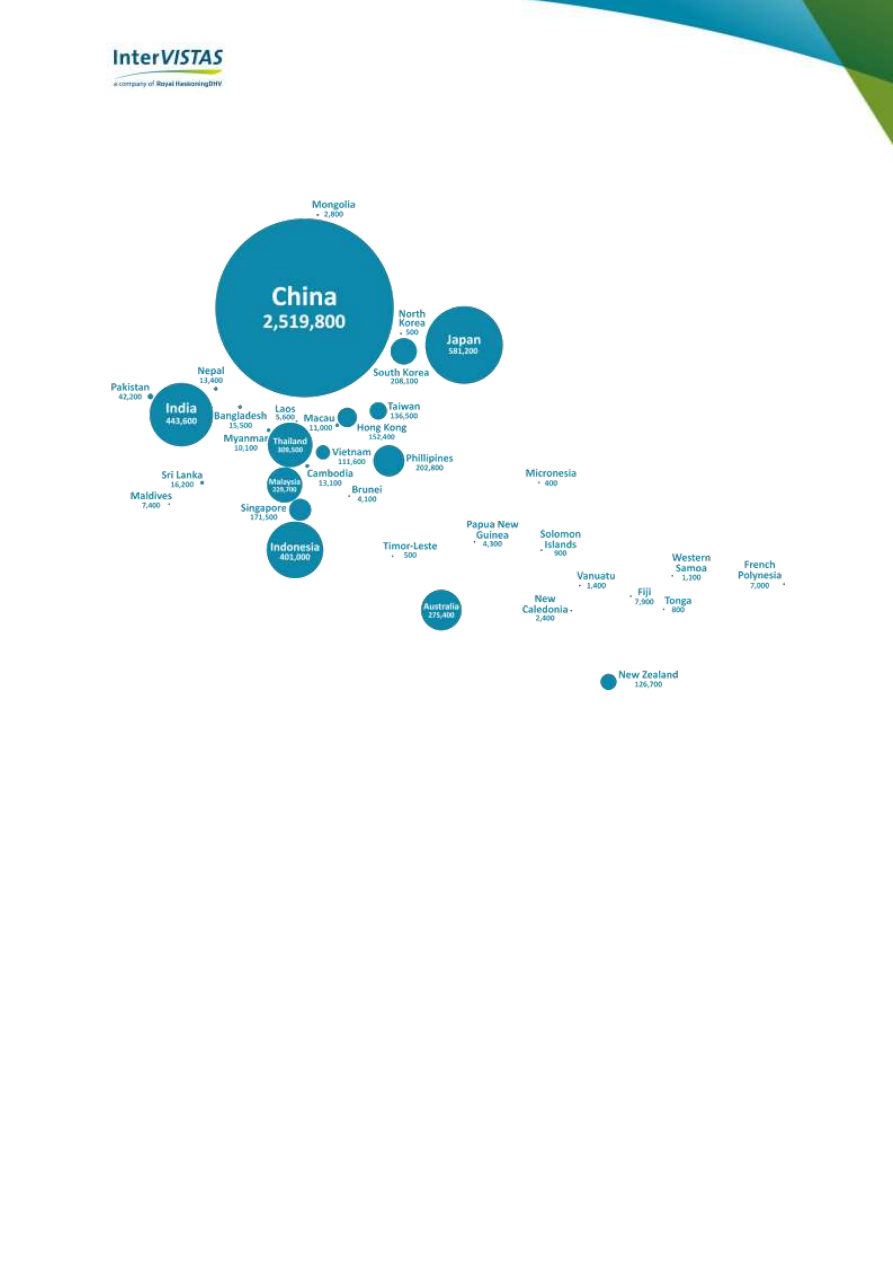 InterVISTAS
a company of Royal HaskoningDHV
Mongolia
2,800
China
2,519,800
North
Korea
500
Japan
581,200
South Korea
208,100
Nepal
13,400
Pakistan
42,200
India
443,600
Bangladesh
15,500
Laos
5,600
Macau
11,000
Taiwan
136,500
Hong Kong
152,400
Myanmar
10,100
Thailand
309,500
Vietnam
111,600
Phillipines
202,800
Cambodia
13,100
Sri Lanka
16,200
Maldives
7,400
Malaysia
229,700
Brunei
4,100
Singapore
171,500
Micronesia
400
Indonesia
401,000
Timor-Leste
500
Papua New
Guinea
4,300
Solomon
Islands
900
Western
Samoa
1,100
French
Polynesia
7,000
Vanuatu
1,400
Fiji
7,900
Tonga
800
New
Caledonia
2,400
Australia
275,400
New Zealand
126,700